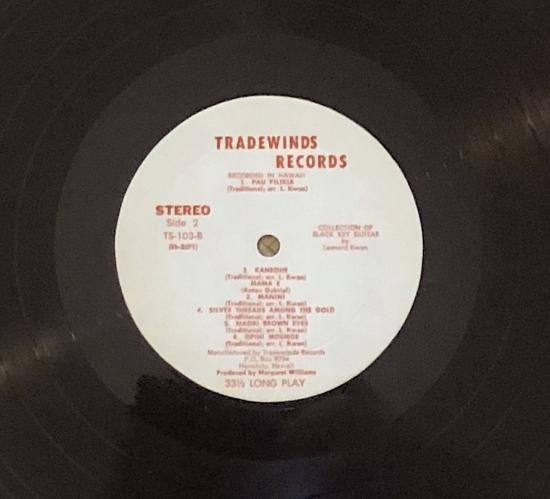 TRADEWINDS
RECORDS
RECORDED IN HAWAII
1. PAU PILIKIA
(Traditional; arr. L. Kwan)
STEREO
Side 2
TS-103-B
COLLECTION OF
SLACK KEY GUITAR
by
Leonard Kwan
2. KANEOHE
(Traditional; arr. L. Kwan)
MAMA E
3. MANINI
(Traditional; arr. L. Kwan)
4. SILVER THREADS AMONG THE GOLD
(Traditional; arr. L. Kwan)
5. MAORI BROWN EYES
(Traditional; arr. L. Kwan)
6. OPIHI MOEMOE
(Traditional; arr. L. Kwan)
Manufactured by Tradewinds Records
P.O. Box
Honolulu, Hawaii
Produced by Margaret Williams
33⅓ LONG PLAY